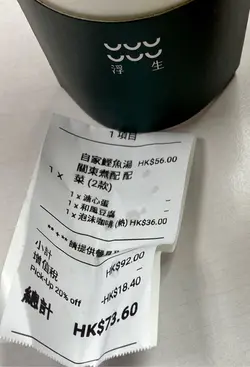 浮 生
1 項目
自家鰹魚湯 HK$56.00
關東煮配 配
1 x 菜 (2款)
1 x 溏心蛋 –
1 x 和風豆腐 –
1 x 泡沫咖啡 (熱) HK$36.00
小計 HK$92.00
增值稅 –
Pick-Up 20% off -HK$18.40
總計 HK$73.60